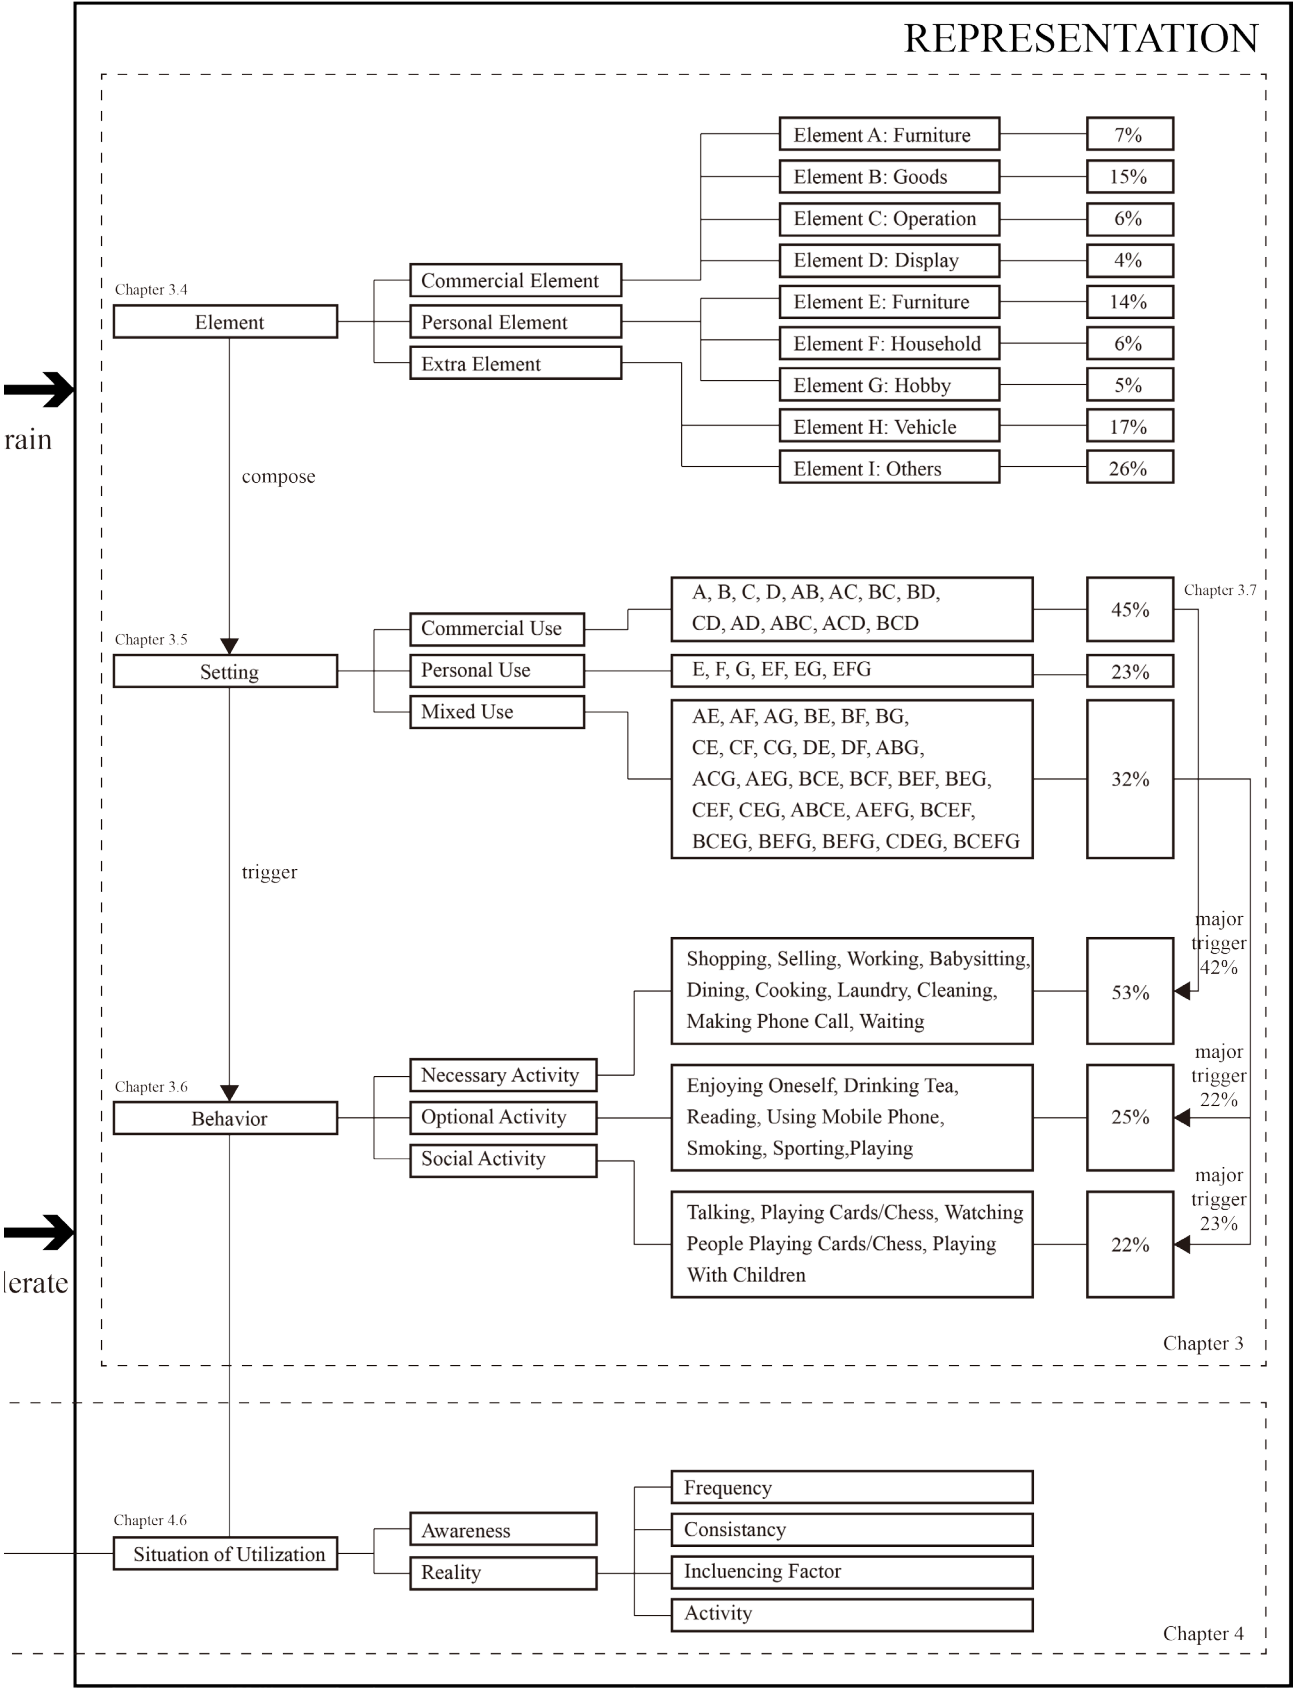 REPRESENTATION
Element A: Furniture
7%
Element B: Goods
15%
Element C: Operation
6%
Element D: Display
4%
Commercial Element
Chapter 3.4
Element
Personal Element
Extra Element
Element E: Furniture
14%
Element F: Household
6%
Element G: Hobby
5%
Element H: Vehicle
17%
Element I: Others
26%
rain
compose
Chapter 3.5
Setting
Commercial Use
Personal Use
Mixed Use
A, B, C, D, AB, AC, BC, BD,
CD, AD, ABC, ACD, BCD
45%
Chapter 3.7
E, F, G, EF, EG, EFG
23%
AE, AF, AG, BE, BF, BG,
CE, CF, CG, DE, DF, ABG,
ACG, AEG, BCE, BCF, BEF, BEG,
CEF, CEG, ABCE, AEFG, BCEF,
BCEG, BEFG, BEFG, CDEG, BCEFG
32%
trigger
major
trigger
42%
Shopping, Selling, Working, Babysitting,
Dining, Cooking, Laundry, Cleaning,
Making Phone Call, Waiting
53%
Chapter 3.6
Behavior
Necessary Activity
Optional Activity
Social Activity
major
trigger
22%
Enjoying Oneself, Drinking Tea,
Reading, Using Mobile Phone,
Smoking, Sporting,Playing
25%
major
trigger
23%
Talking, Playing Cards/Chess, Watching
People Playing Cards/Chess, Playing
With Children
22%
lerate
Chapter 3
Chapter 4.6
Situation of Utilization
Awareness
Reality
Frequency
Consistancy
Incluencing Factor
Activity
Chapter 4